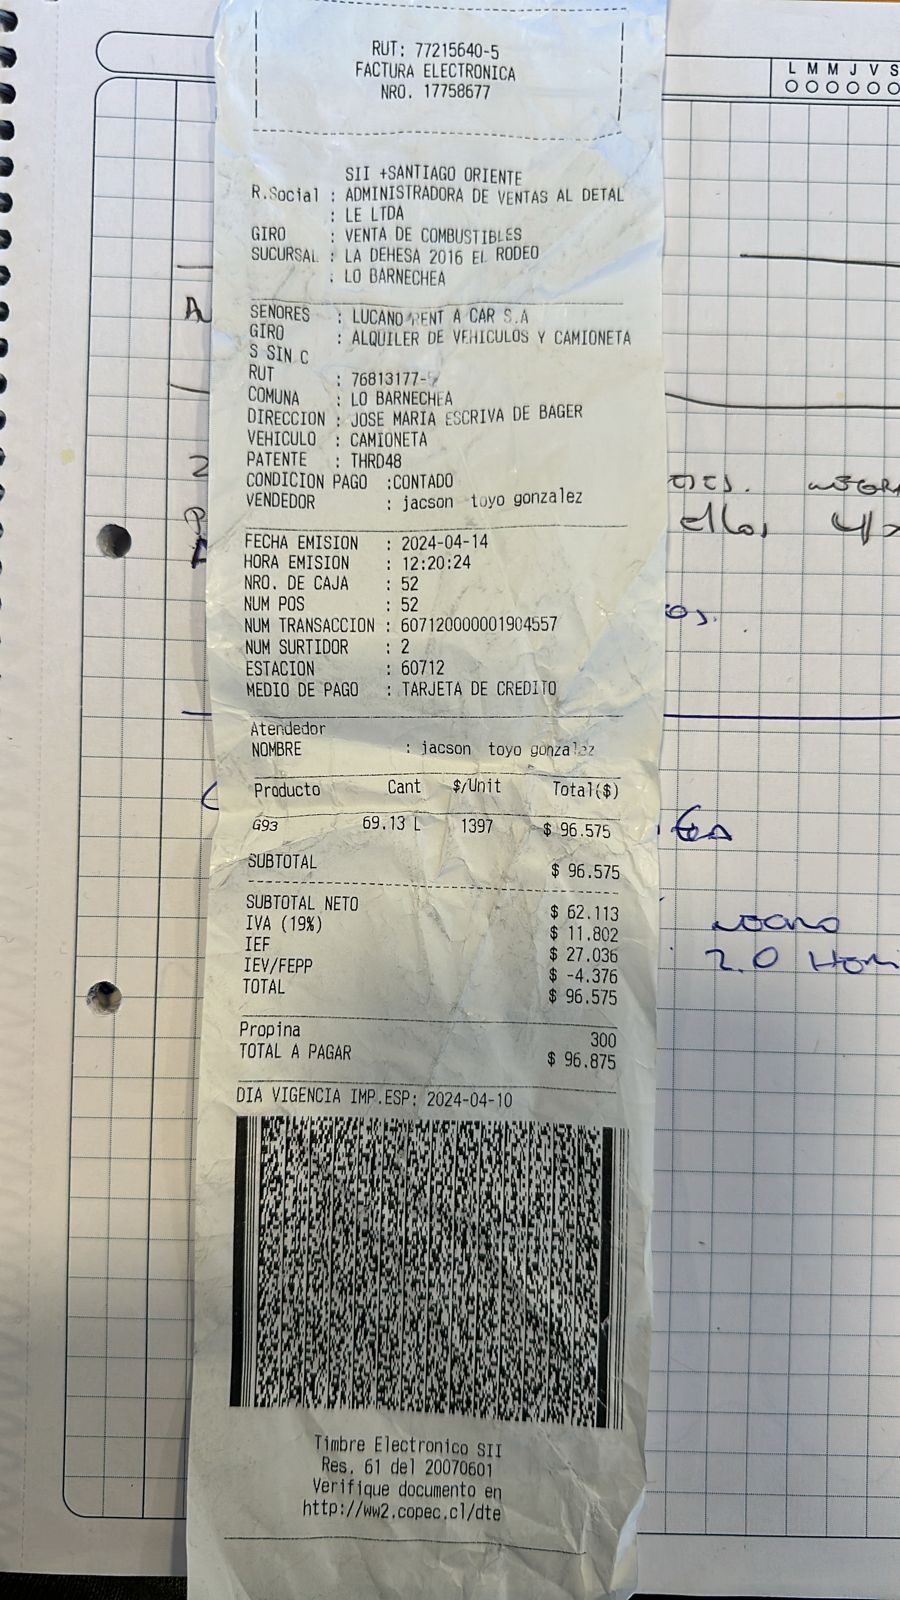 RUT: 77215640-5
FACTURA ELECTRONICA
NRO. 17758677
L M M J V S
SII +SANTIAGO ORIENTE
R.Social : ADMINISTRADORA DE VENTAS AL DETAL
: LE LTDA
GIRO : VENTA DE COMBUSTIBLES
SUCURSAL : LA DEHESA 2016 EL RODEO
: LO BARNECHEA
SENORES : LUCANO RENT A CAR S.A
GIRO : ALQUILER DE VEHICULOS Y CAMIONETA
S SIN C
RUT : 76813177-
COMUNA : LO BARNECHEA
DIRECCION : JOSE MARIA ESCRIVA DE BAGER
VEHICULO : CAMIONETA
PATENTE : THRD48
CONDICION PAGO :CONTADO
VENDEDOR : jacson toyo gonzalez
FECHA EMISION : 2024-04-14
HORA EMISION : 12:20:24
NRO. DE CAJA : 52
NUM POS : 52
NUM TRANSACCION : 607120000001904557
NUM SURTIDOR : 2
ESTACION : 60712
MEDIO DE PAGO : TARJETA DE CREDITO
Atendedor
NOMBRE : jacson toyo gonzalez
Producto Cant $/Unit Total($)
G93 69.13 L 1397 $ 96.575
SUBTOTAL $ 96.575
SUBTOTAL NETO $ 62.113
IVA (19%) $ 11.802
IEF $ 27.036
IEV/FEPP $ -4.376
TOTAL $ 96.575
Propina 300
TOTAL A PAGAR $ 96.875
DIA VIGENCIA IMP.ESP: 2024-04-10
Timbre Electronico SII
Res. 61 del 20070601
Verifique documento en
http://ww2.copec.cl/dte
ellos
2.0